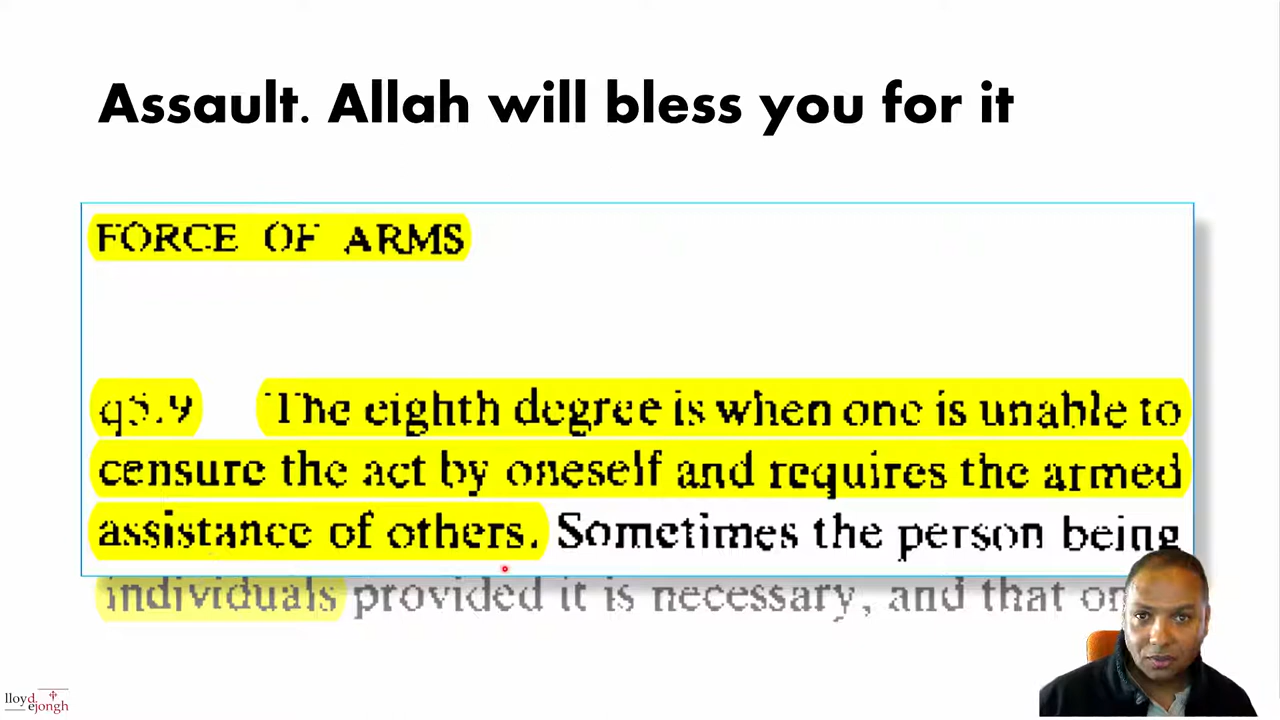 Assault. Allah will bless you for it
FORCE OF ARMS
q5.9 The eighth degree is when one is unable to
censure the act by oneself and requires the armed
assistance of others. Sometimes the person being
individuals provided it is necessary, and that
lloyd
ejongh